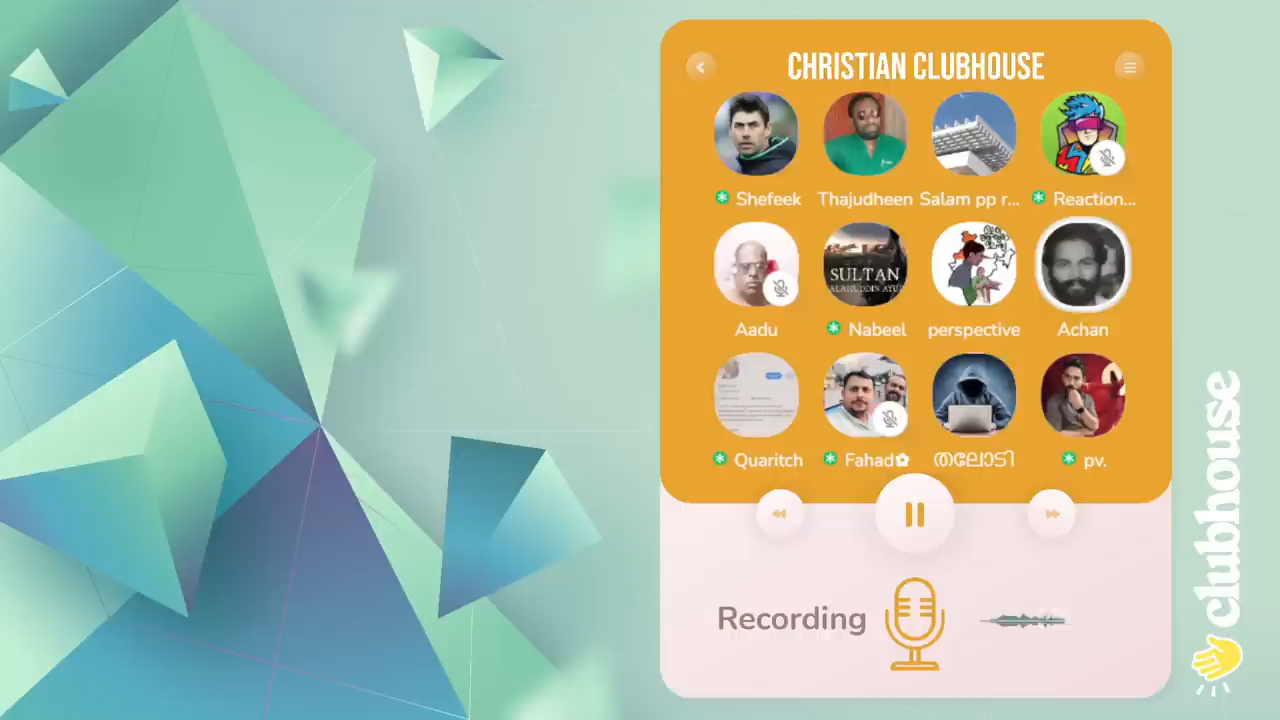 CHRISTIAN CLUBHOUSE
Shefeek Thajudheen Salam pp r... Reaction...
SULTAN
Aadu Nabeel perspective Achan
Quaritch Fahad✿ തലോടി pv.
Recording
clubhouse